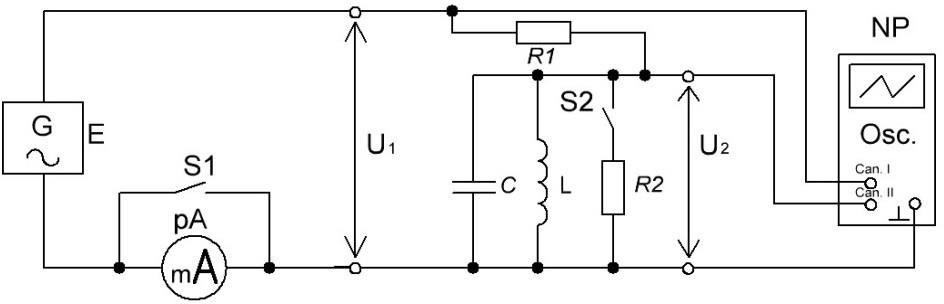 NP
R1
G
E
S1
pA
mA
U1
S2
C
L
R2
U2
Osc.
Can. I
Can. II